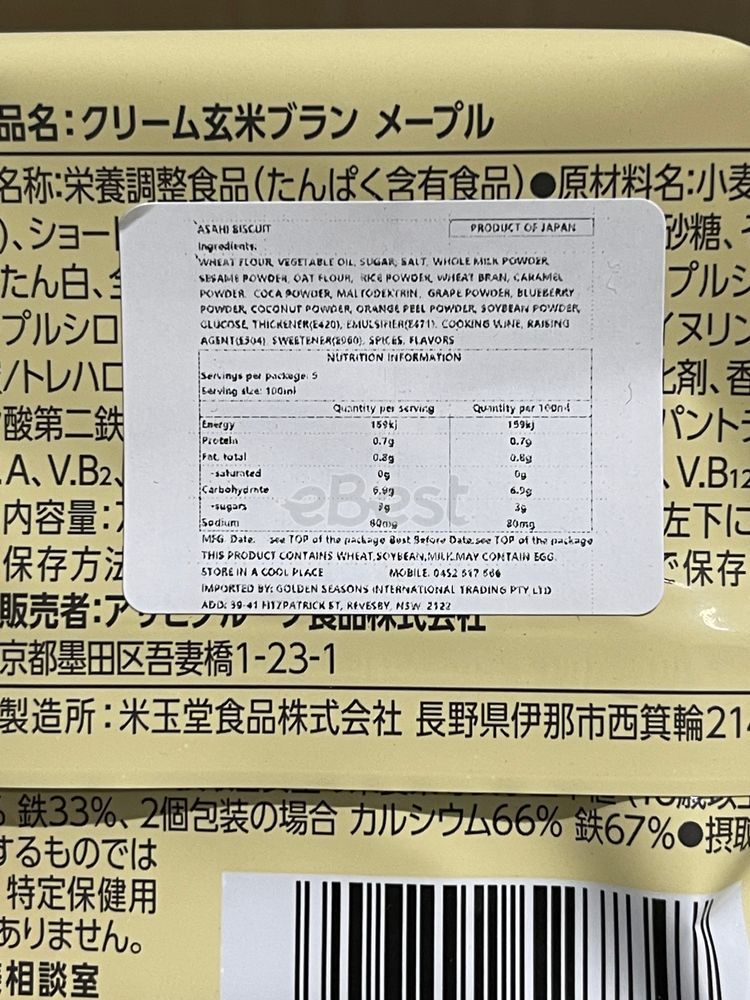 品名:クリーム玄米ブラン メープル
名称:栄養調整食品(たんぱく含有食品)●原材料名:小麦
)、ショー 砂糖、
たん白、 プルシ
プルシロ イヌリン
/トレハロ 化剤、香
酸第二鉄 パントテ
.A、V.B2、 、V.B12
内容量: 左下に
保存方法 で保存
ASAHI BISCUIT PRODUCT OF JAPAN
Ingredients:
WHEAT FLOUR, VEGETABLE OIL, SUGAR, SALT, WHOLE MILK POWDER,
SESAME POWDER, OAT FLOUR, RICE POWDER, WHEAT BRAN, CARAMEL
POWDER, COCA POWDER, MALTODEXTRIN, GRAPE POWDER, BLUEBERRY
POWDER, COCONUT POWDER, ORANGE PEEL POWDER, SOYBEAN POWDER,
GLUCOSE, THICKENER(E420), EMULSIFIER(E471), COOKING WINE, RAISING
AGENT(E504), SWEETENER(E960), SPICES, FLAVORS
NUTRITION INFORMATION
Servings per package: 5
Serving size: 100ml
Quantity per serving Quantity per 100ml
Energy 159kj 159kj
Protein 0.7g 0.7g
Fat, total 0.8g 0.8g
-saturated 0g 0g
Carbohydrate 6.9g 6.9g
-sugars 3g 3g
Sodium 80mg 80mg
eBest
MFG. Date: see TOP of the package Best Before Date:see TOP of the package
THIS PRODUCT CONTAINS WHEAT,SOYBEAN,MILK.MAY CONTAIN EGG.
STORE IN A COOL PLACE MOBILE: 0452 517 566
IMPORTED BY: GOLDEN SEASONS INTERNATIONAL TRADING PTY LTD
ADD: 39-41 FITZPATRICK ST, REVESBY, NSW 2122
販売者:アサヒグループ食品株式会社
京都墨田区吾妻橋1-23-1
製造所:米玉堂食品株式会社 長野県伊那市西箕輪214
鉄33%、2個包装の場合 カルシウム66% 鉄67%●摂取
するものでは
特定保健用
ありません。
相談室